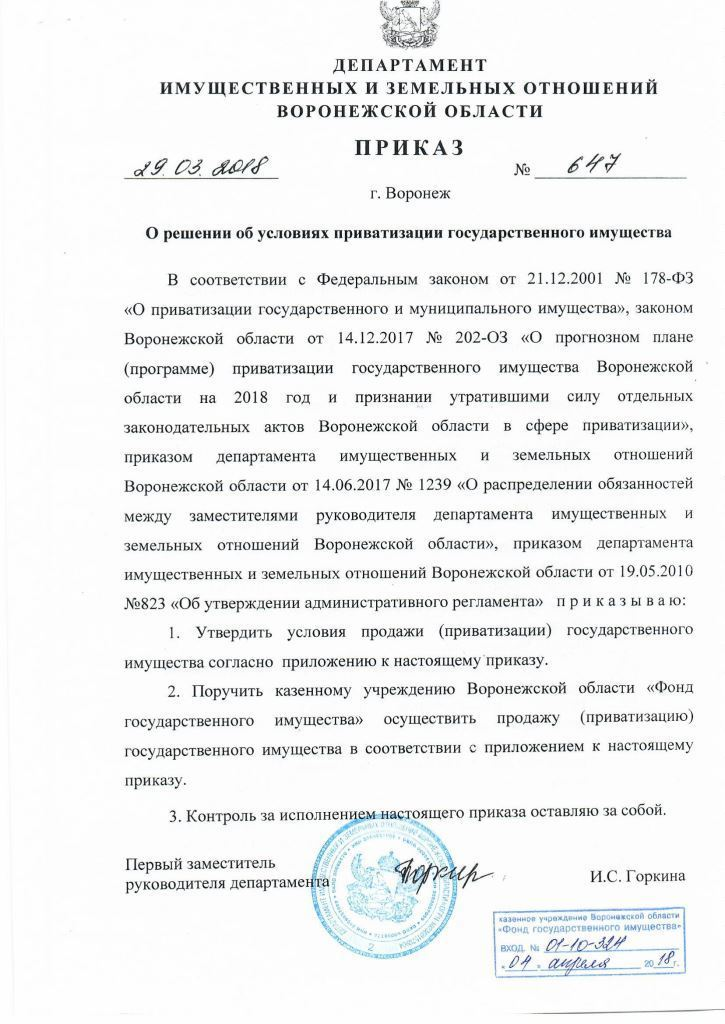 ДЕПАРТАМЕНТ
ИМУЩЕСТВЕННЫХ И ЗЕМЕЛЬНЫХ ОТНОШЕНИЙ
ВОРОНЕЖСКОЙ ОБЛАСТИ
ПРИКАЗ
29.03.2018 № 647
г. Воронеж
О решении об условиях приватизации государственного имущества
В соответствии с Федеральным законом от 21.12.2001 № 178-ФЗ
«О приватизации государственного и муниципального имущества», законом
Воронежской области от 14.12.2017 № 202-ОЗ «О прогнозном плане
(программе) приватизации государственного имущества Воронежской
области на 2018 год и признании утратившими силу отдельных
законодательных актов Воронежской области в сфере приватизации»,
приказом департамента имущественных и земельных отношений
Воронежской области от 14.06.2017 № 1239 «О распределении обязанностей
между заместителями руководителя департамента имущественных и
земельных отношений Воронежской области», приказом департамента
имущественных и земельных отношений Воронежской области от 19.05.2010
№823 «Об утверждении административного регламента» п р и к а з ы в а ю:
1. Утвердить условия продажи (приватизации) государственного
имущества согласно приложению к настоящему приказу.
2. Поручить казенному учреждению Воронежской области «Фонд
государственного имущества» осуществить продажу (приватизацию)
государственного имущества в соответствии с приложением к настоящему
приказу.
3. Контроль за исполнением настоящего приказа оставляю за собой.
Первый заместитель
руководителя департамента
И.С. Горкина
2
казенное учреждение Воронежской области
«Фонд государственного имущества»
ВХОД. № 01-10-324
« 04 » апреля 2018г.